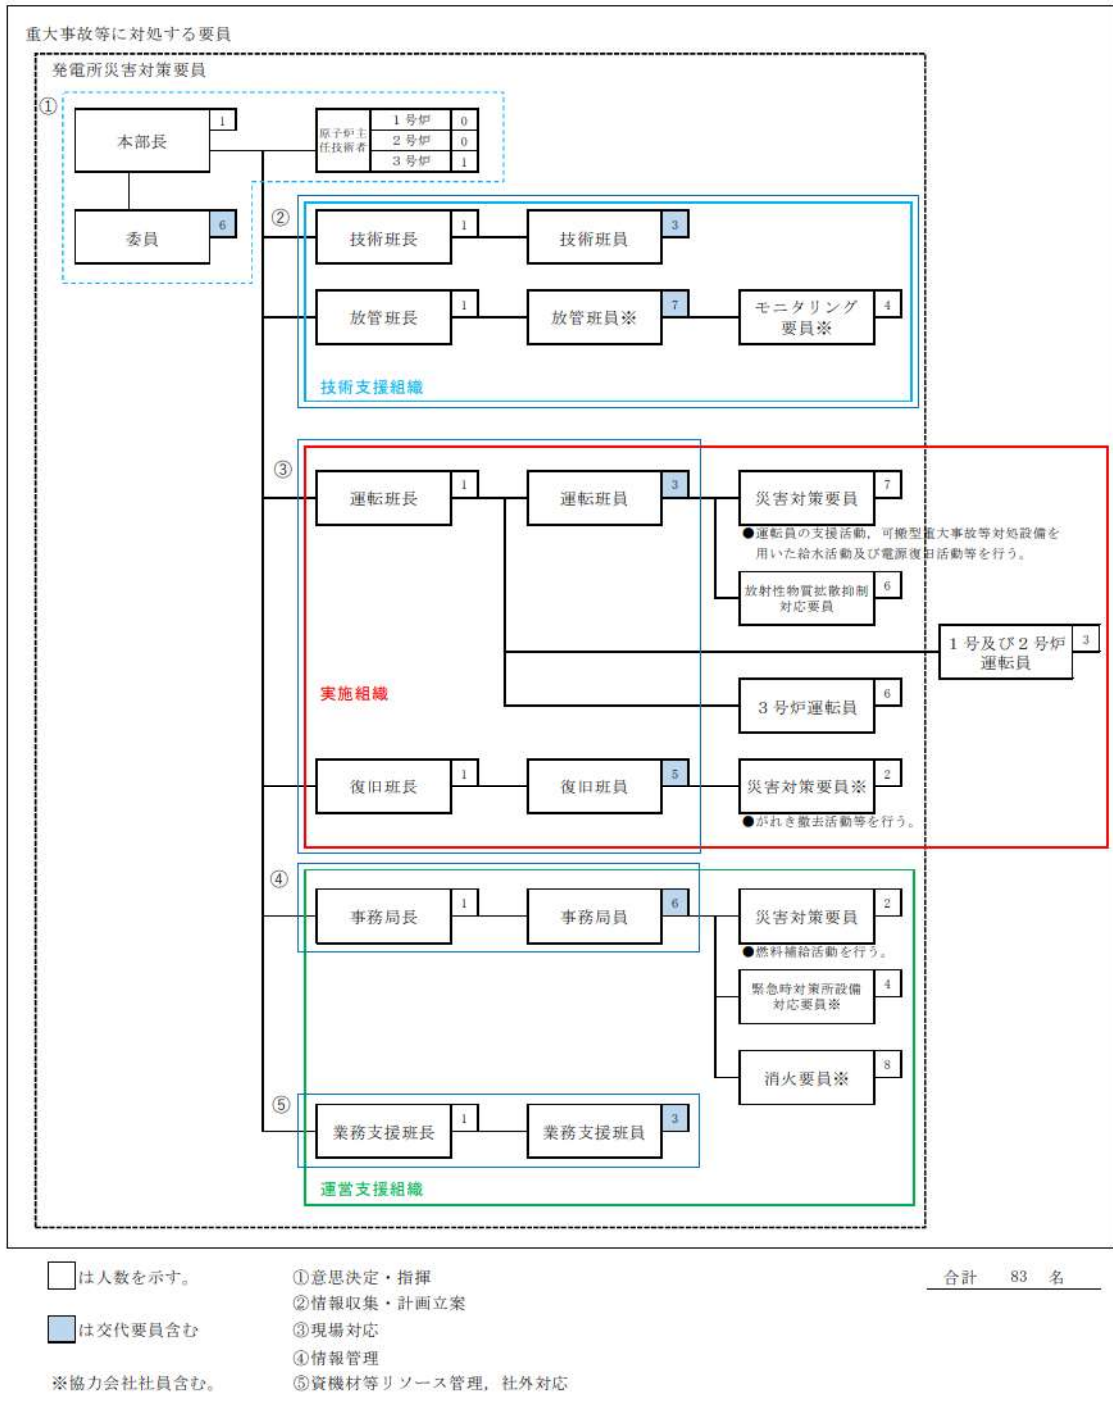 重大事故等に対処する要員
発電所災害対策要員
①
本部長
1
原子炉主
任技術者
1号炉 0
2号炉 0
3号炉 1
委員
6
②
技術班長
1
技術班員
3
放管班長
1
放管班員※
7
モニタリング
要員※
4
技術支援組織
③
運転班長
1
運転班員
3
災害対策要員
7
●運転員の支援活動，可搬型重大事故等対処設備を
用いた給水活動及び電源復旧活動等を行う。
放射性物質拡散抑制
対応要員
6
1号及び2号炉
運転員
3
実施組織
3号炉運転員
6
復旧班長
1
復旧班員
5
災害対策要員※
2
●がれき撤去活動等を行う。
④
事務局長
1
事務局員
6
災害対策要員
2
●燃料補給活動を行う。
緊急時対策所設備
対応要員※
4
消火要員※
8
⑤
業務支援班長
1
業務支援班員
3
運営支援組織
は人数を示す。
は交代要員含む
※協力会社社員含む。
①意思決定・指揮
②情報収集・計画立案
③現場対応
④情報管理
⑤資機材等リソース管理，社外対応
合計 83 名